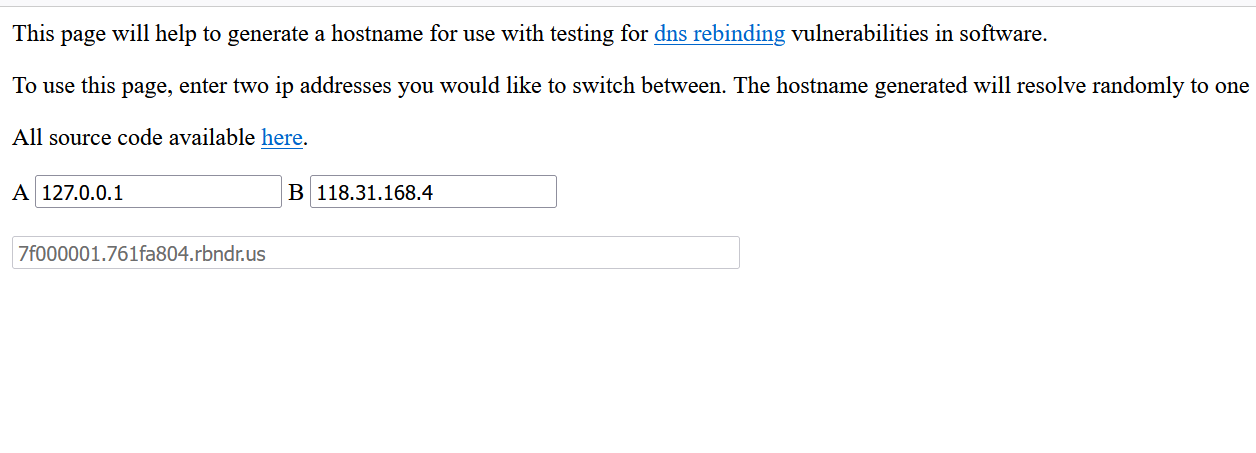 This page will help to generate a hostname for use with testing for dns rebinding vulnerabilities in software.
To use this page, enter two ip addresses you would like to switch between. The hostname generated will resolve randomly to one
All source code available here.
A 127.0.0.1 B 118.31.168.4
7f000001.761fa804.rbndr.us